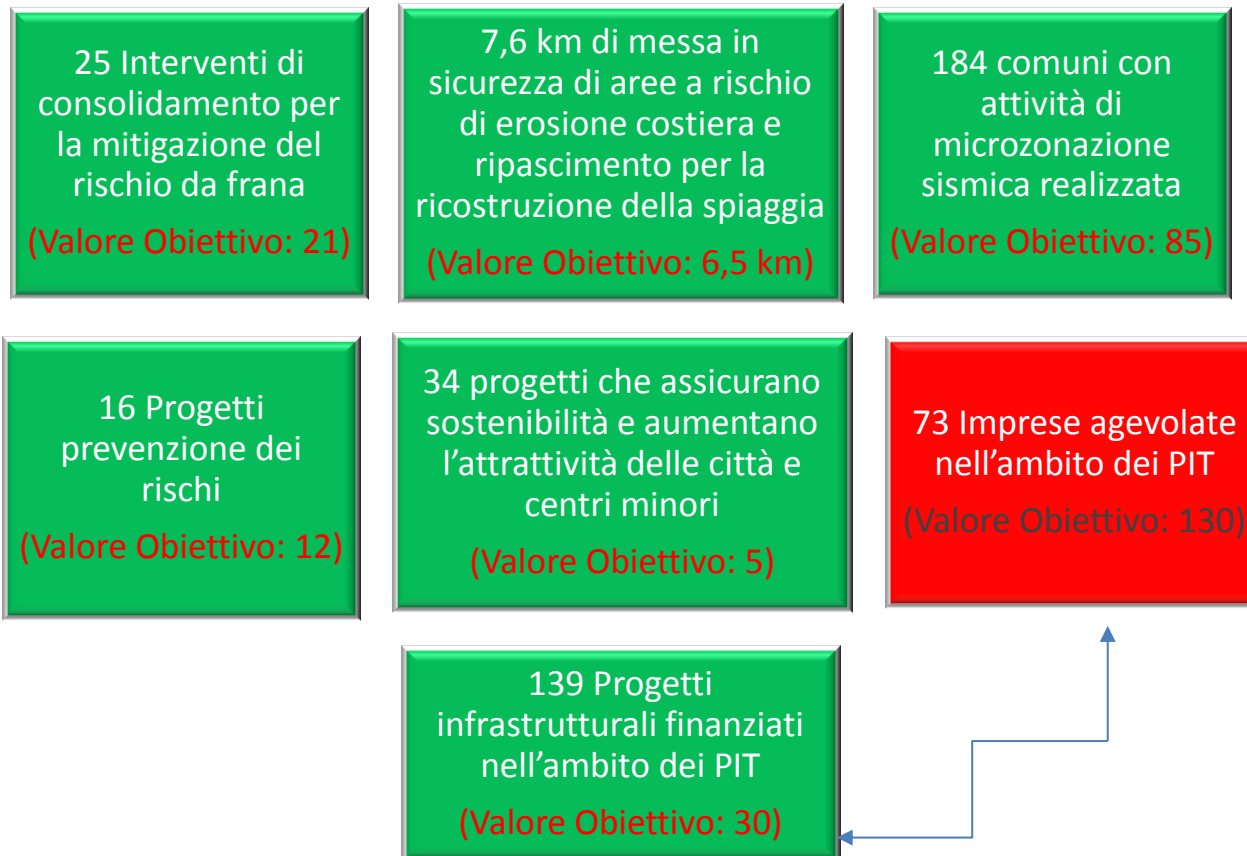 25 Interventi di
consolidamento per
la mitigazione del
rischio da frana
(Valore Obiettivo: 21)
7,6 km di messa in
sicurezza di aree a rischio
di erosione costiera e
ripascimento per la
ricostruzione della spiaggia
(Valore Obiettivo: 6,5 km)
184 comuni con
attività di
microzonazione
sismica realizzata
(Valore Obiettivo: 85)
16 Progetti
prevenzione dei
rischi
(Valore Obiettivo: 12)
34 progetti che assicurano
sostenibilità e aumentano
l’attrattività delle città e
centri minori
(Valore Obiettivo: 5)
73 Imprese agevolate
nell’ambito dei PIT
(Valore Obiettivo: 130)
139 Progetti
infrastrutturali finanziati
nell’ambito dei PIT
(Valore Obiettivo: 30)